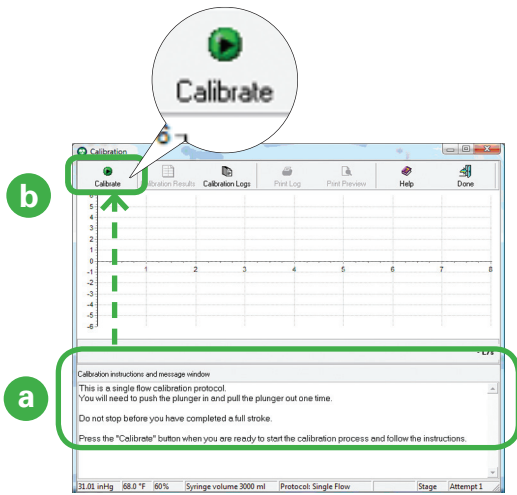 Calibrate
b
Calibration
Calibrate
Calibration Results
Calibration Logs
Print Log
Print Preview
Help
Done
6
5
4
3
2
1
0
-1
-2
-3
-4
-5
-6
1 2 3 4 5 6 7 8
a
Calibration instructions and message window
This is a single flow calibration protocol.
You will need to push the plunger in and pull the plunger out one time.
Do not stop before you have completed a full stroke.
Press the "Calibrate" button when you are ready to start the calibration process and follow the instructions.
31.01 inHg 68.0 °F 60% Syringe volume 3000 ml Protocol: Single Flow Stage Attempt 1